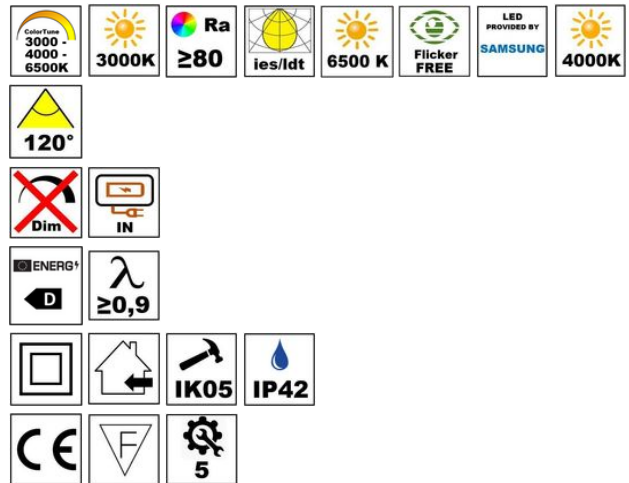 ColorTune
3000 -
4000 -
6500K
3000K
Ra
≥80
ies/ldt
6500 K
Flicker
FREE
LED
PROVIDED BY
SAMSUNG
4000K
120°
Dim
IN
ENERG
D
λ
≥0,9
IK05
IP42
CE
F
5